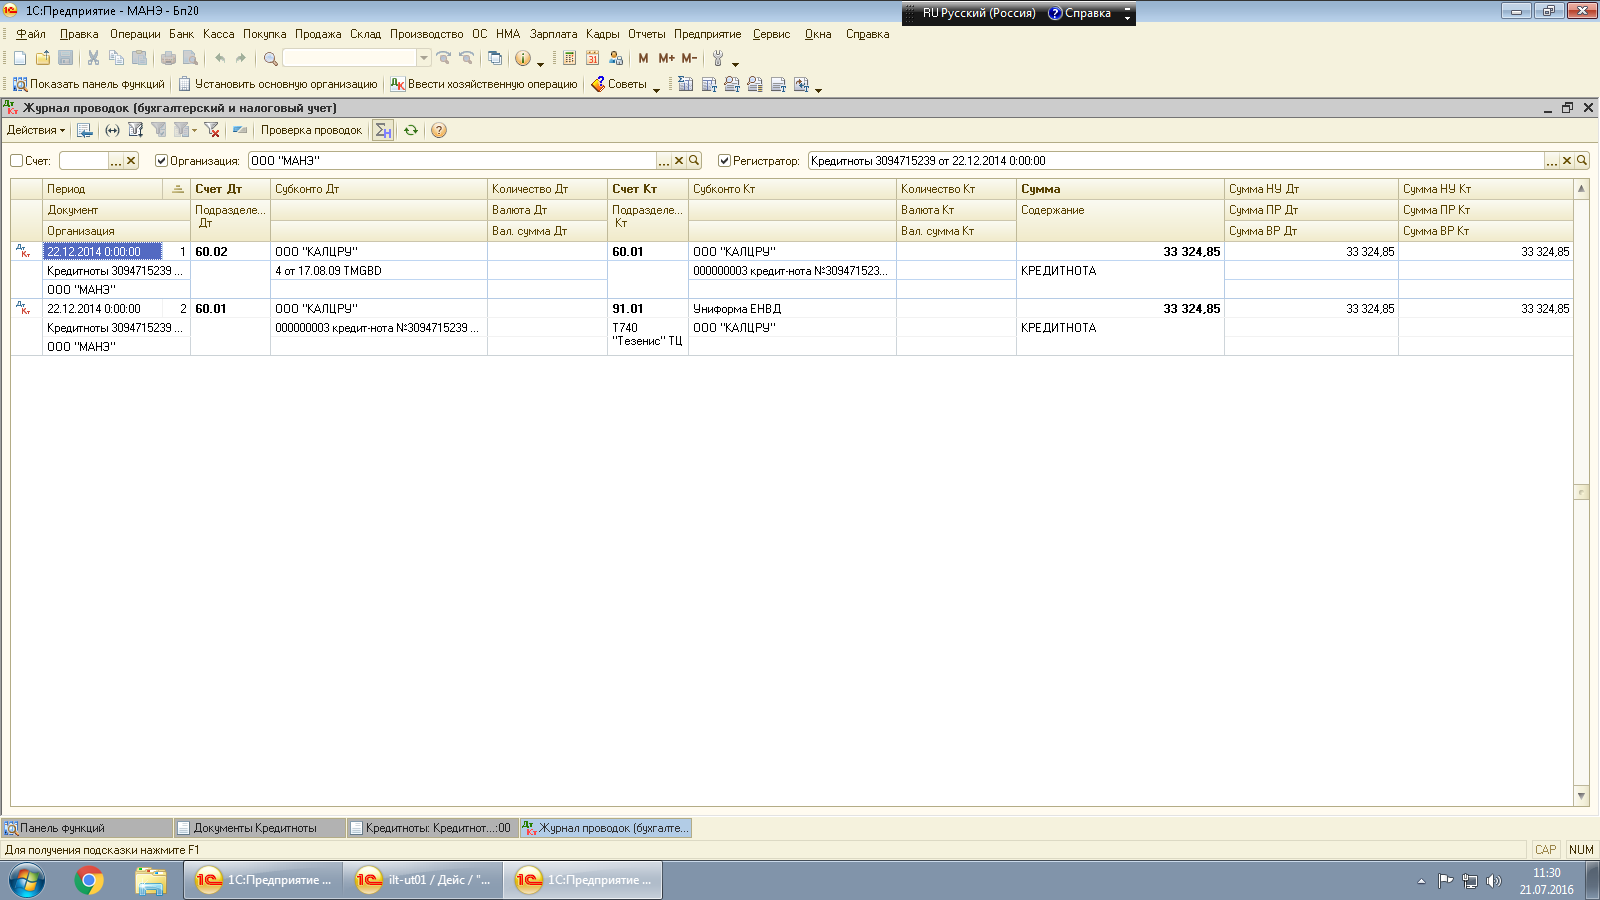 1С:Предприятие - МАНЭ - Бп20
RU Русский (Россия) Справка
Файл Правка Операции Банк Касса Покупка Продажа Склад Производство ОС НМА Зарплата Кадры Отчеты Предприятие Сервис Окна Справка
M M+ M-
Показать панель функций Установить основную организацию Ввести хозяйственную операцию Советы
Журнал проводок (бухгалтерский и налоговый учет)
Действия Проверка проводок
Счет: ... Организация: ООО "МАНЭ" ... Регистратор: Кредитноты 3094715239 от 22.12.2014 0:00:00 ...
Период Счет Дт Субконто Дт Количество Дт Счет Кт Субконто Кт Количество Кт Сумма Сумма НУ Дт Сумма НУ Кт
Документ Подразделе... Дт Валюта Дт Подразделе... Кт Валюта Кт Содержание Сумма ПР Дт Сумма ПР Кт
Организация Вал. сумма Дт Вал. сумма Кт Сумма ВР Дт Сумма ВР Кт
22.12.2014 0:00:00 1 60.02 ООО "КАЛЦРУ" 60.01 ООО "КАЛЦРУ" 33 324,85 33 324,85 33 324,85
Кредитноты 3094715239 ... 4 от 17.08.09 TMGBD 000000003 кредит-нота №309471523... КРЕДИТНОТА
ООО "МАНЭ"
22.12.2014 0:00:00 2 60.01 ООО "КАЛЦРУ" 91.01 Униформа ЕНВД 33 324,85 33 324,85 33 324,85
Кредитноты 3094715239 ... 000000003 кредит-нота №3094715239 ... Т740 ООО "КАЛЦРУ" КРЕДИТНОТА
ООО "МАНЭ" "Тезенис" ТЦ
Панель функций Документы Кредитноты Кредитноты: Кредитнот...:00 Журнал проводок (бухгалте...
Для получения подсказки нажмите F1 CAP NUM
1С:Предприятие ... ilt-ut01 / Дейс / "... 1С:Предприятие ... 11:30
21.07.2016